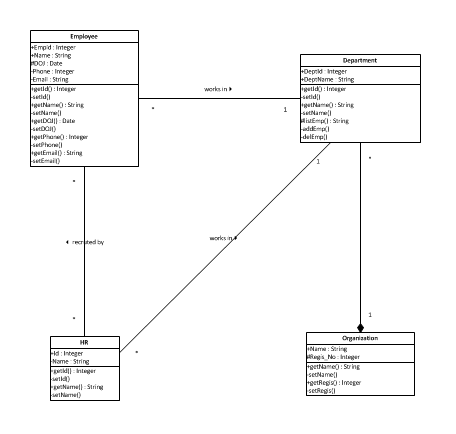 Employee
+EmpId : Integer
+Name : String
#DOJ : Date
-Phone : Integer
-Email : String
+getId() : Integer
-setId()
+getName() : String
-setName()
+getDOJ() : Date
-setDOJ()
+getPhone() : Integer
-setPhone()
+getEmail() : String
-setEmail()
works in
*
1
Department
+DeptId : Integer
+DeptName : String
+getId() : Integer
-setId()
+getName() : String
-setName()
#listEmp() : String
-addEmp()
-delEmp()
1
*
*
recruted by
works in
*
*
1
HR
+Id : Integer
-Name : String
+getId() : Integer
-setId()
+getName() : String
-setName()
Organization
+Name : String
#Regis_No : Integer
+getName() : String
-setName()
+getRegis() : Integer
-setRegis()